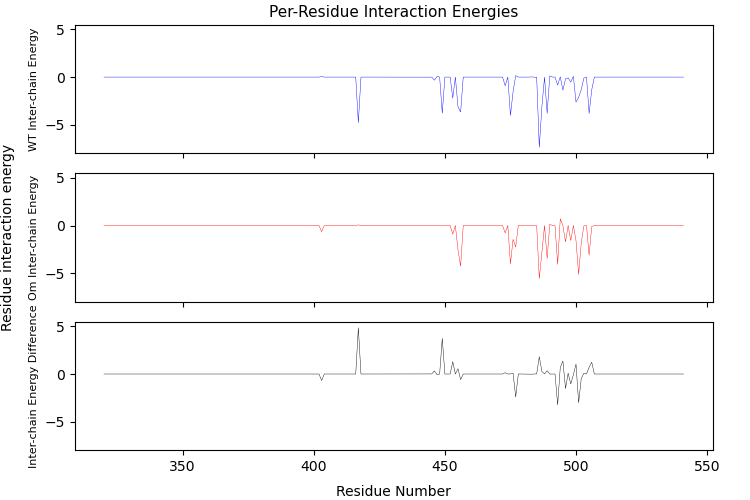 Per-Residue Interaction Energies
Residue interaction energy
WT Inter-chain Energy
5
0
−5
Om Inter-chain Energy
5
0
−5
Inter-chain Energy Difference
5
0
−5
350
400
450
500
550
Residue Number